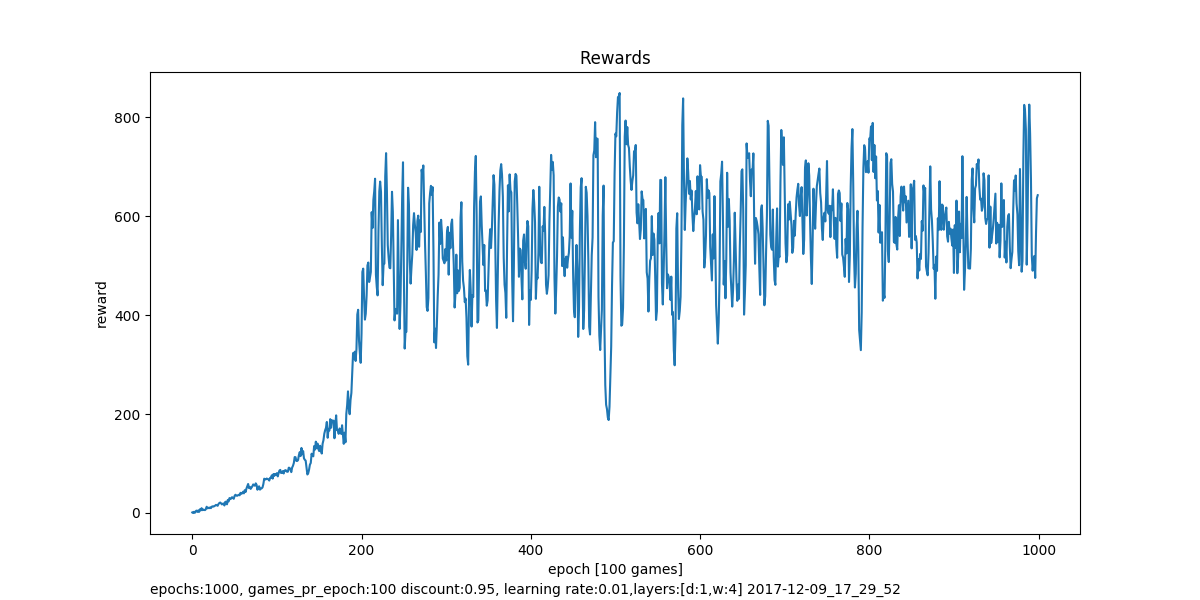 Rewards
800
600
400
200
0
reward
0 200 400 600 800 1000
epoch [100 games]
epochs:1000, games_pr_epoch:100 discount:0.95, learning rate:0.01,layers:[d:1,w:4] 2017-12-09_17_29_52